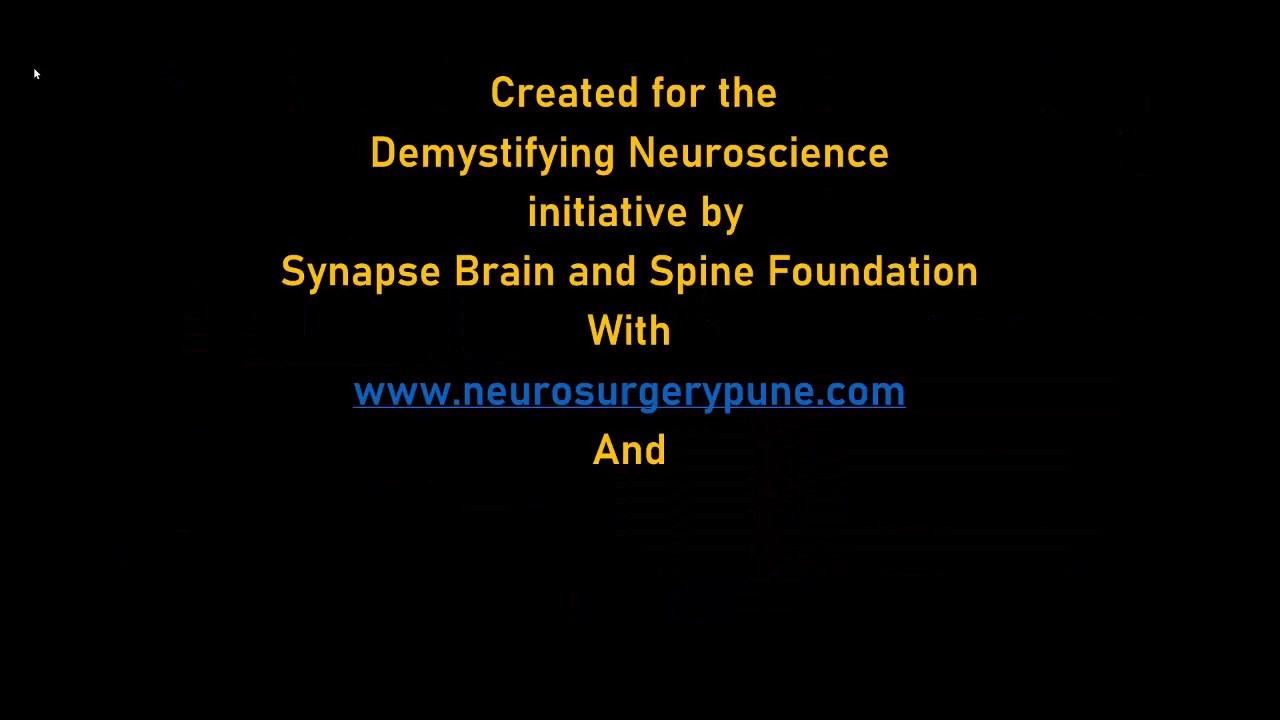 Created for the
Demystifying Neuroscience
initiative by
Synapse Brain and Spine Foundation
With
www.neurosurgerypune.com
And